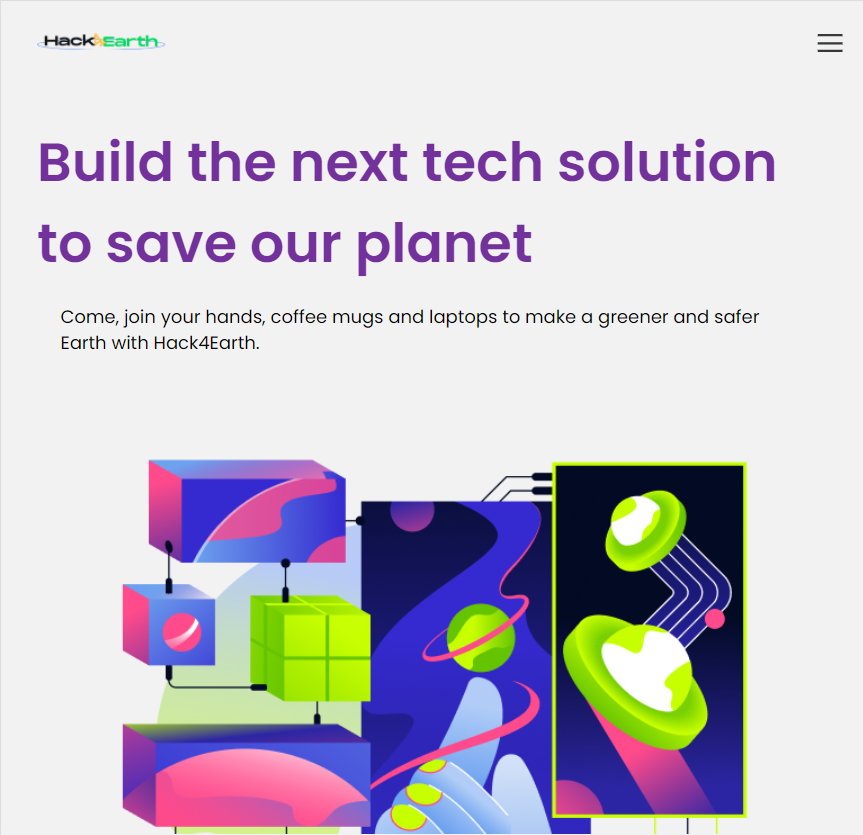 Hack4Earth
Build the next tech solution
to save our planet
Come, join your hands, coffee mugs and laptops to make a greener and safer
Earth with Hack4Earth.